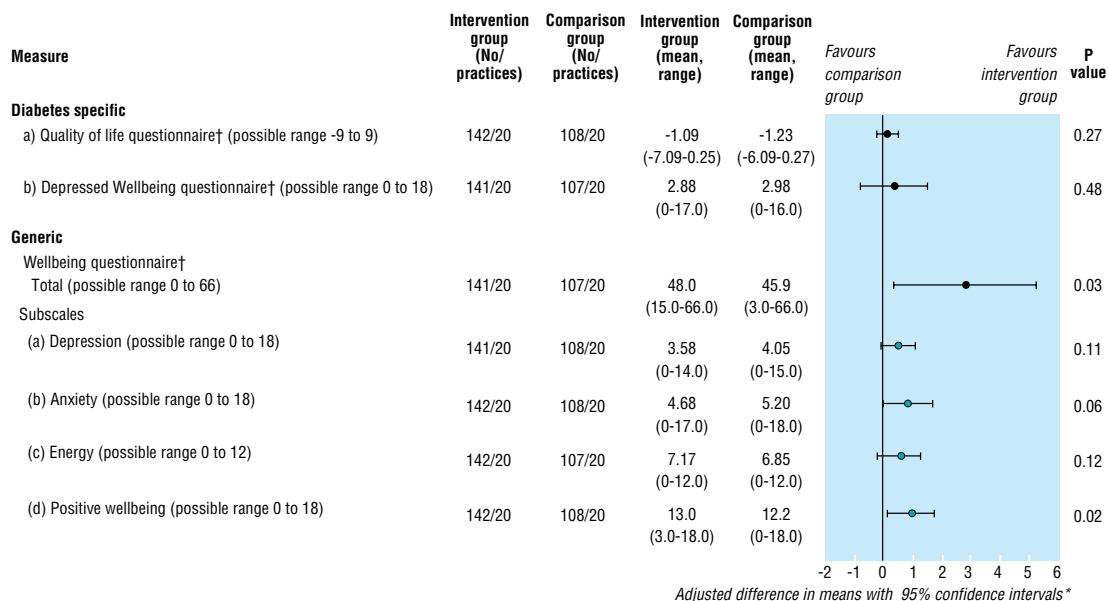 Measure
Intervention group (No/ practices)
Comparison group (No/ practices)
Intervention group (mean, range)
Comparison group (mean, range)
Favours comparison group
Favours intervention group
P value
Diabetes specific
a) Quality of life questionnaire† (possible range -9 to 9) 142/20 108/20 -1.09 -1.23 0.27
(-7.09-0.25) (-6.09-0.27)
b) Depressed Wellbeing questionnaire† (possible range 0 to 18) 141/20 107/20 2.88 2.98 0.48
(0-17.0) (0-16.0)
Generic
Wellbeing questionnaire†
Total (possible range 0 to 66) 141/20 107/20 48.0 45.9 0.03
(15.0-66.0) (3.0-66.0)
Subscales
(a) Depression (possible range 0 to 18) 141/20 108/20 3.58 4.05 0.11
(0-14.0) (0-15.0)
(b) Anxiety (possible range 0 to 18) 142/20 108/20 4.68 5.20 0.06
(0-17.0) (0-18.0)
(c) Energy (possible range 0 to 12) 142/20 107/20 7.17 6.85 0.12
(0-12.0) (0-12.0)
(d) Positive wellbeing (possible range 0 to 18) 142/20 108/20 13.0 12.2 0.02
(3.0-18.0) (0-18.0)
-2 -1 0 1 2 3 4 5 6
Adjusted difference in means with 95% confidence intervals*